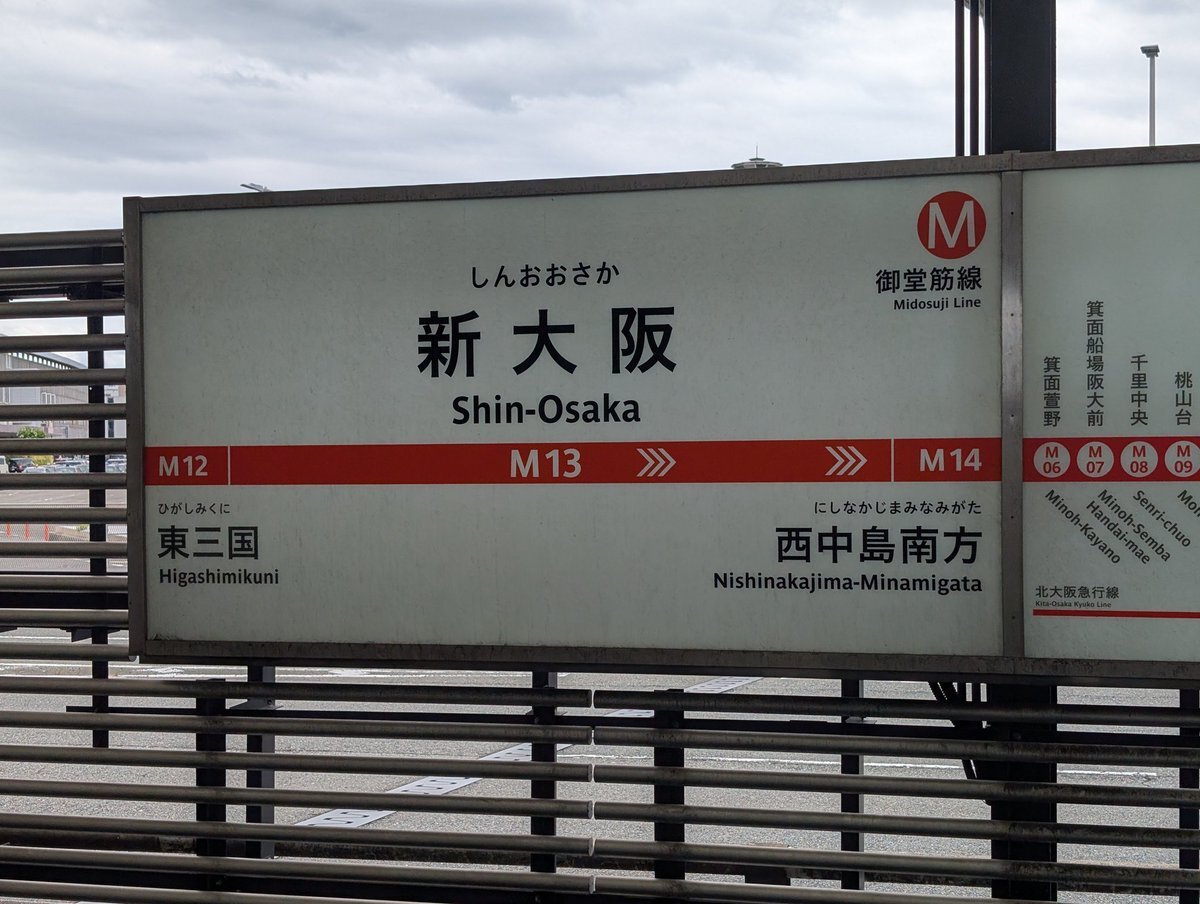 M
御堂筋線
Midosuji Line
しんおおさか
新大阪
Shin-Osaka
M12
M13
M14
ひがしみくに
東三国
Higashimikuni
にしなかじまみなみがた
西中島南方
Nishinakajima-Minamigata
箕面萱野
箕面船場阪大前
千里中央
桃山台
M 06
M 07
M 08
M 09
Minoh-Kayano
Minoh-Semba
Handai-mae
Senri-chuo
北大阪急行線
Kita-Osaka Kyuko Line